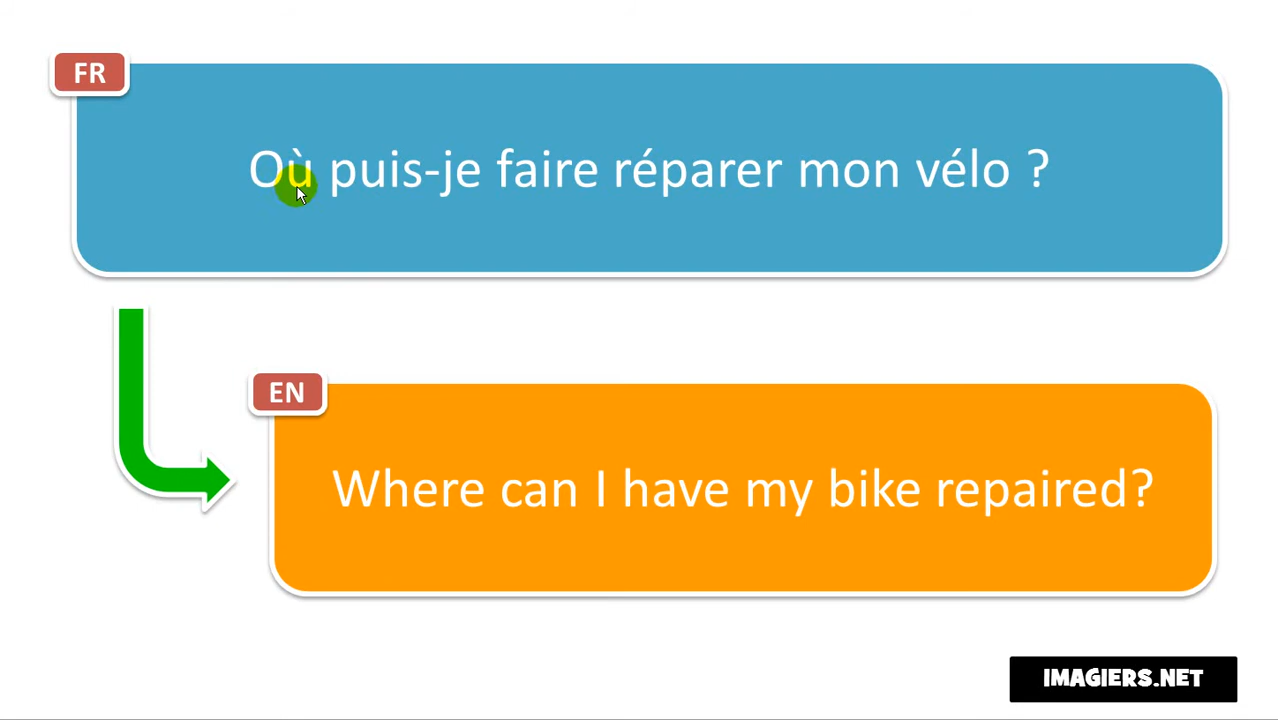 FR
Où puis-je faire réparer mon vélo ?
EN
Where can I have my bike repaired?
IMAGIERS.NET